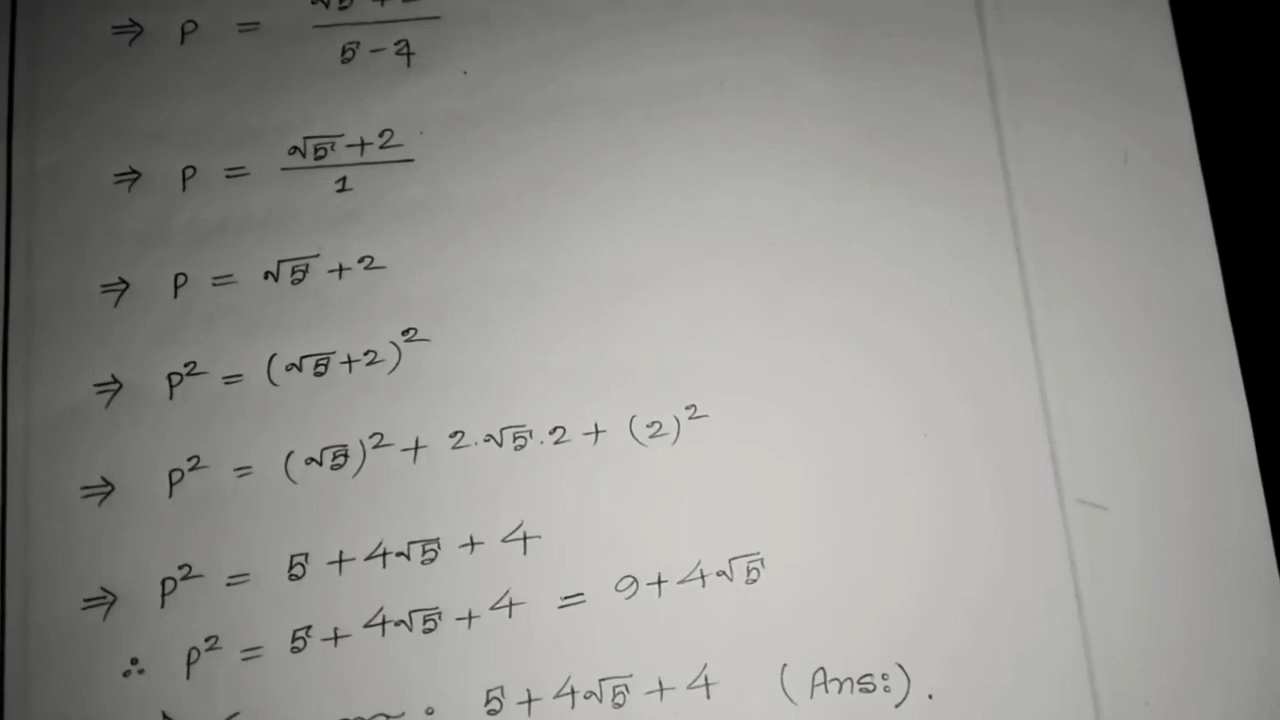 ⇒ P = / 5-4
⇒ P = √5+2 / 1
⇒ P = √5 + 2
⇒ P² = (√5+2)²
⇒ P² = (√5)² + 2.√5.2 + (2)²
⇒ P² = 5 + 4√5 + 4
∴ P² = 5 + 4√5 + 4 = 9+4√5
5+4√5+4 (Ans:).